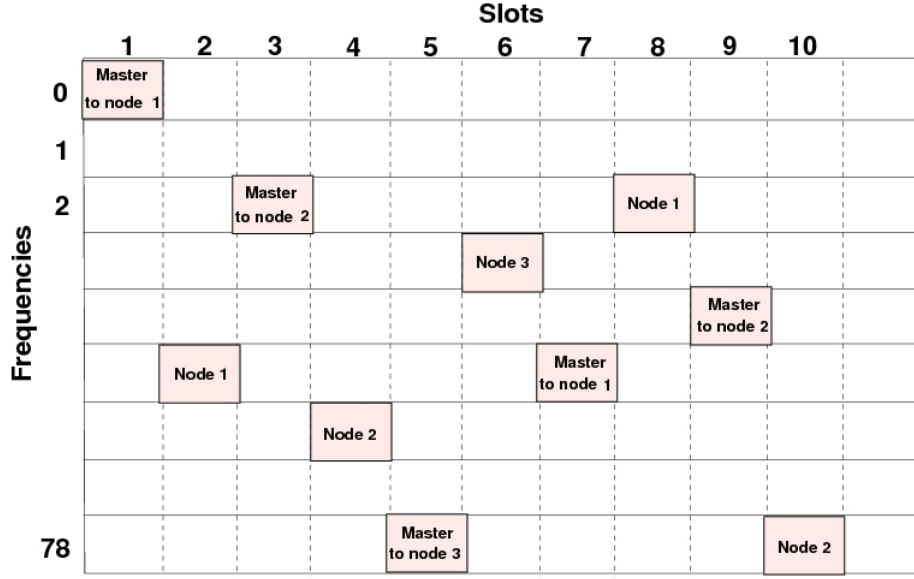 Slots
1 2 3 4 5 6 7 8 9 10
0
Master
to node 1
1
2
Master
to node 2
Node 1
Node 3
Master
to node 2
Frequencies
Node 1
Master
to node 1
Node 2
78
Master
to node 3
Node 2